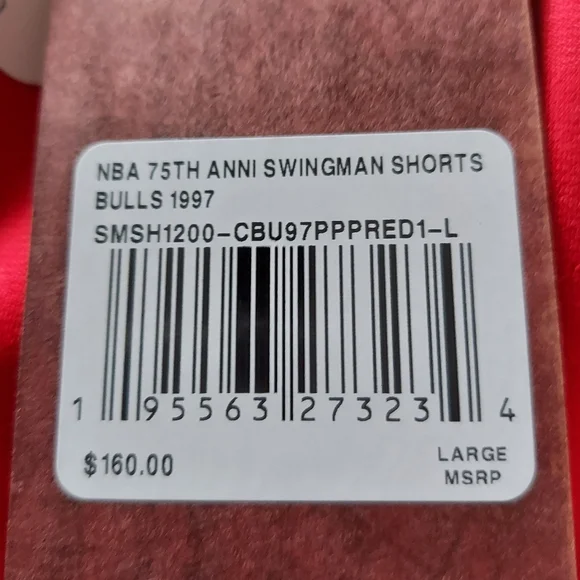 NBA 75TH ANNI SWINGMAN SHORTS
BULLS 1997
SMSH1200-CBU97PPPRED1-L
1 95563 27323 4
$160.00
LARGE
MSRP